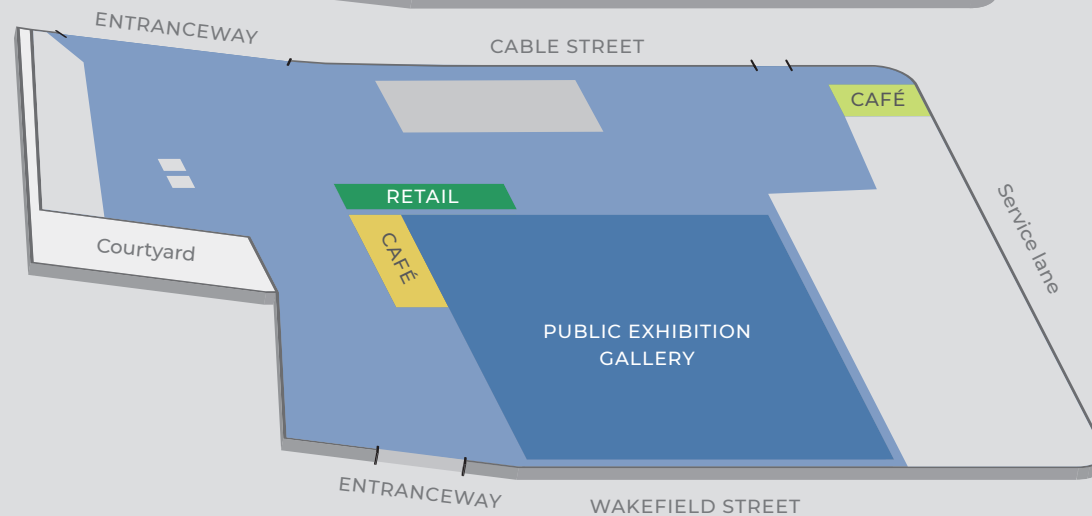 ENTRANCEWAY
CABLE STREET
CAFÉ
RETAIL
CAFÉ
Courtyard
Service lane
PUBLIC EXHIBITION
GALLERY
ENTRANCEWAY
WAKEFIELD STREET